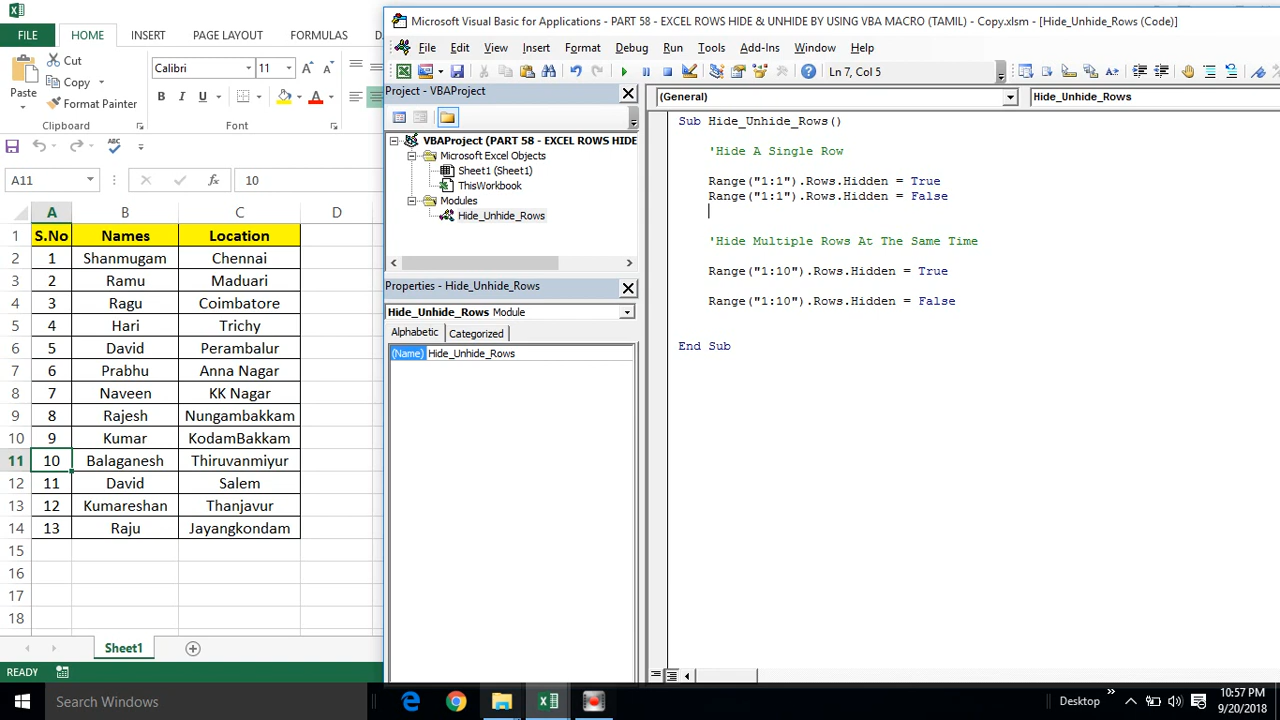 Microsoft Visual Basic for Applications - PART 58 - EXCEL ROWS HIDE & UNHIDE BY USING VBA MACRO (TAMIL) - Copy.xlsm - [Hide_Unhide_Rows (Code)]
FILE HOME INSERT PAGE LAYOUT FORMULAS
File Edit View Insert Format Debug Run Tools Add-Ins Window Help
Cut
Copy
Format Painter
Paste
Clipboard
Calibri 11
B I U
Font
Ln 7, Col 5
Project - VBAProject
VBAProject (PART 58 - EXCEL ROWS HIDE
Microsoft Excel Objects
Sheet1 (Sheet1)
ThisWorkbook
Modules
Hide_Unhide_Rows
Properties - Hide_Unhide_Rows
Hide_Unhide_Rows Module
Alphabetic Categorized
(Name) Hide_Unhide_Rows
(General) Hide_Unhide_Rows
Sub Hide_Unhide_Rows()
'Hide A Single Row
Range("1:1").Rows.Hidden = True
Range("1:1").Rows.Hidden = False
'Hide Multiple Rows At The Same Time
Range("1:10").Rows.Hidden = True
Range("1:10").Rows.Hidden = False
End Sub
A11 10
A B C D
1 S.No Names Location
2 1 Shanmugam Chennai
3 2 Ramu Maduari
4 3 Ragu Coimbatore
5 4 Hari Trichy
6 5 David Perambalur
7 6 Prabhu Anna Nagar
8 7 Naveen KK Nagar
9 8 Rajesh Nungambakkam
10 9 Kumar KodamBakkam
11 10 Balaganesh Thiruvanmiyur
12 11 David Salem
13 12 Kumareshan Thanjavur
14 13 Raju Jayangkondam
15
16
17
18
Sheet1
READY
Search Windows
Desktop
10:57 PM
9/20/2018